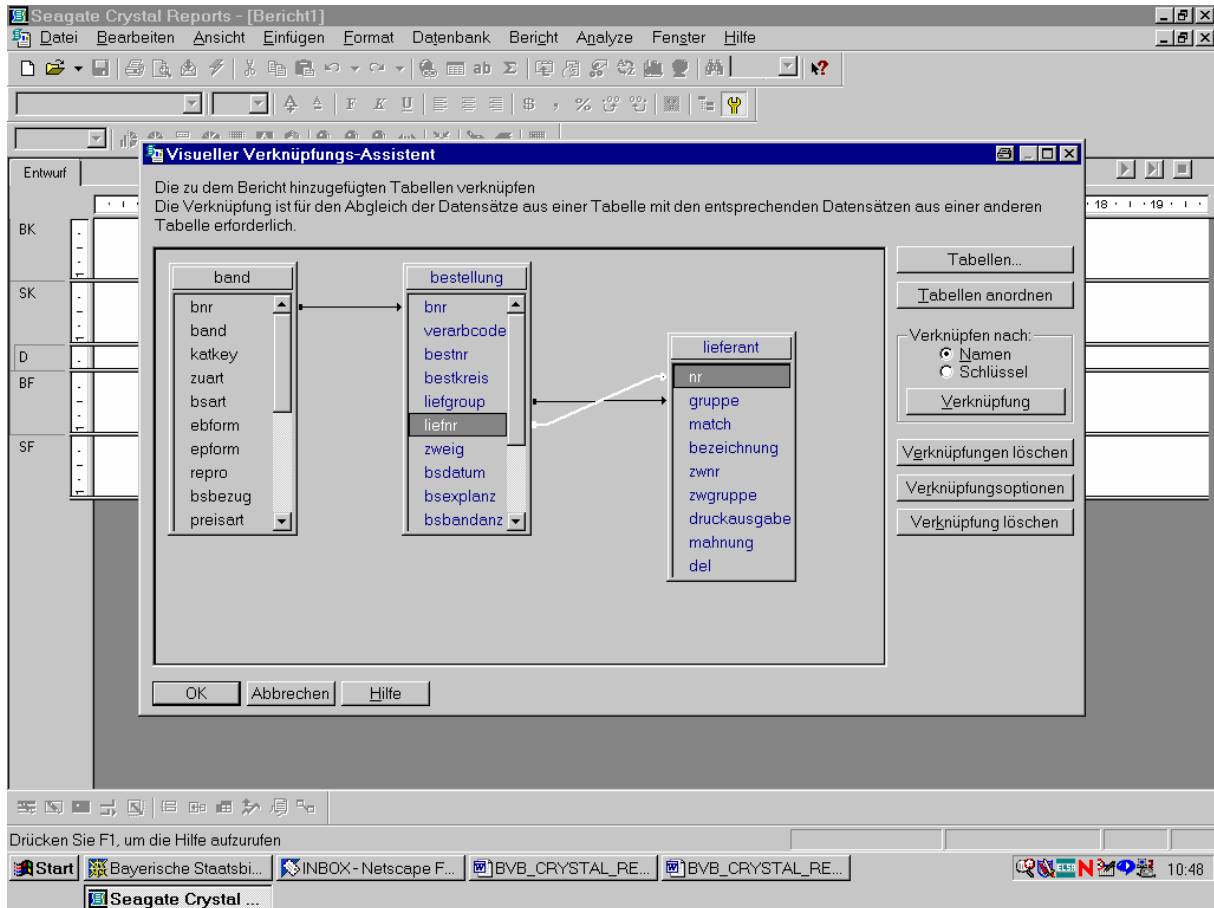 Seagate Crystal Reports - [Bericht1]
Datei Bearbeiten Ansicht Einfügen Format Datenbank Bericht Analyze Fenster Hilfe
ab Σ
F K U $ , %
Visueller Verknüpfungs-Assistent
Entwurf
Die zu dem Bericht hinzugefügten Tabellen verknüpfen
Die Verknüpfung ist für den Abgleich der Datensätze aus einer Tabelle mit den entsprechenden Datensätzen aus einer anderen
Tabelle erforderlich.
18 19
BK
SK
D
BF
SF
band
bnr
band
katkey
zuart
bsart
ebform
epform
repro
bsbezug
preisart
bestellung
bnr
verarbcode
bestnr
bestkreis
liefgroup
liefnr
zweig
bsdatum
bsexplanz
bsbandanz
lieferant
nr
gruppe
match
bezeichnung
zwnr
zwgruppe
druckausgabe
mahnung
del
Tabellen...
Tabellen anordnen
Verknüpfen nach:
Namen
Schlüssel
Verknüpfung
Verknüpfungen löschen
Verknüpfungsoptionen
Verknüpfung löschen
OK Abbrechen Hilfe
Drücken Sie F1, um die Hilfe aufzurufen
Start Bayerische Staatsbi... INBOX - Netscape F... BVB_CRYSTAL_RE... BVB_CRYSTAL_RE... 10:48
Seagate Crystal ...